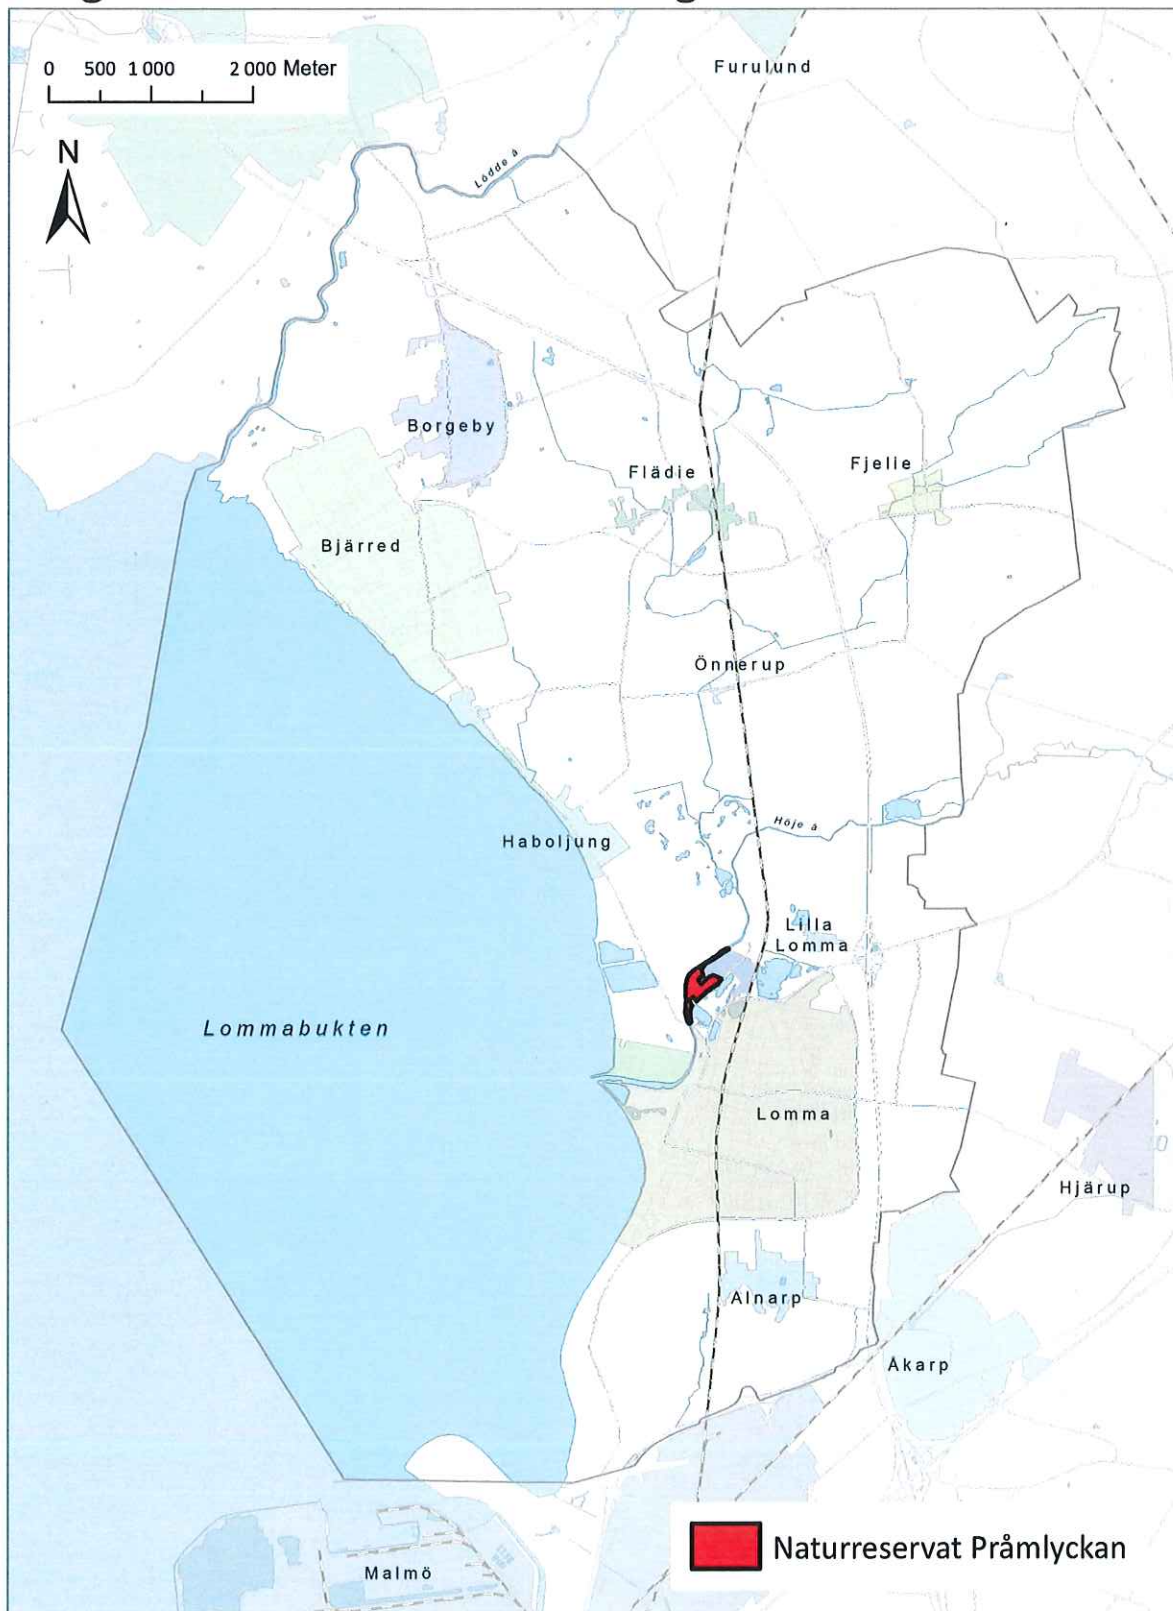 0 500 1 000 2 000 Meter
Furulund
N
Lödde å
Borgeby
Flädie
Fjelie
Bjärred
Önnerup
Höje å
Haboljung
Lilla
Lomma
Lommabukten
Lomma
Hjärup
Alnarp
Åkarp
Naturreservat Pråmlyckan
Malmö